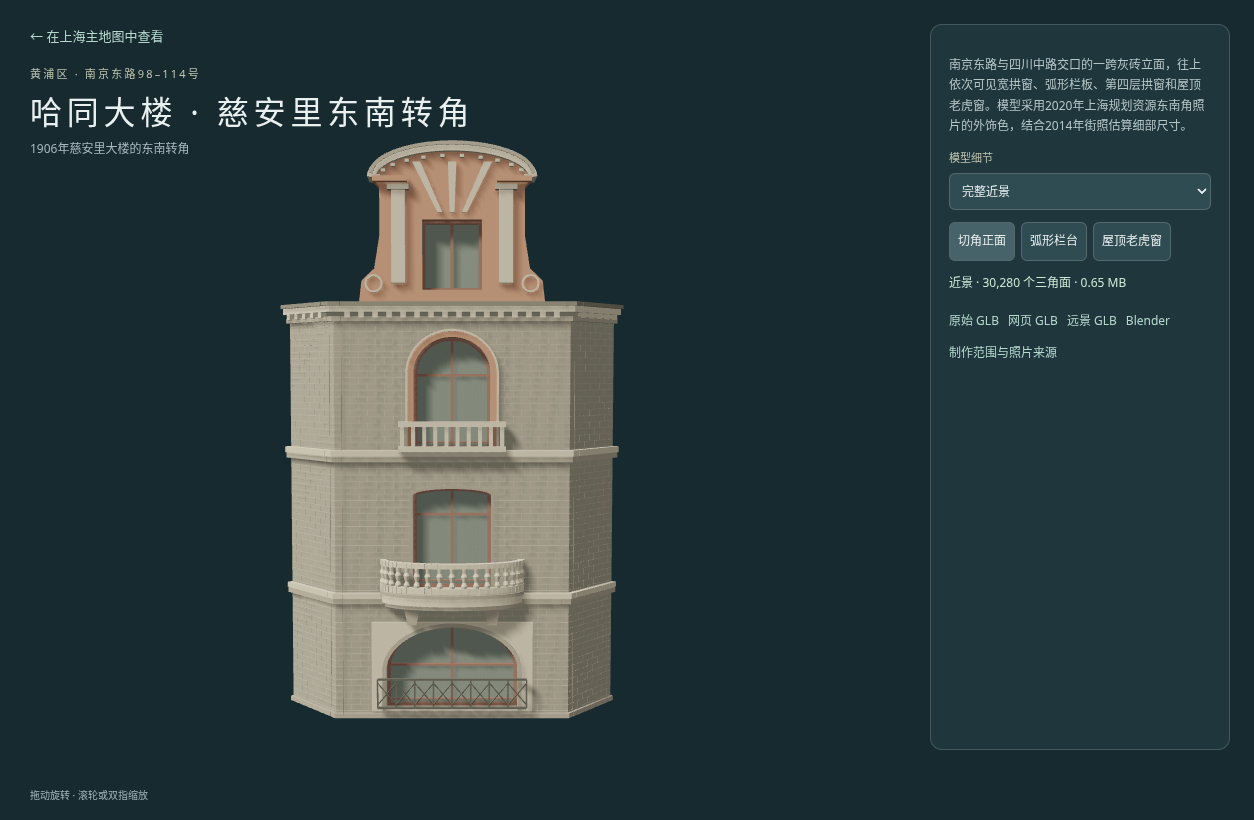 ← 在上海主地图中查看
黄浦区 · 南京东路98–114号
哈同大楼 · 慈安里东南转角
1906年慈安里大楼的东南转角
南京东路与四川中路交口的一跨灰砖立面，往上
依次可见宽拱窗、弧形栏板、第四层拱窗和屋顶
老虎窗。模型采用2020年上海规划资源东南角照
片的外饰色，结合2014年街照估算细部尺寸。
模型细节
完整近景
切角正面 弧形栏台 屋顶老虎窗
近景 · 30,280 个三角面 · 0.65 MB
原始 GLB 网页 GLB 远景 GLB Blender
制作范围与照片来源
拖动旋转 · 滚轮或双指缩放